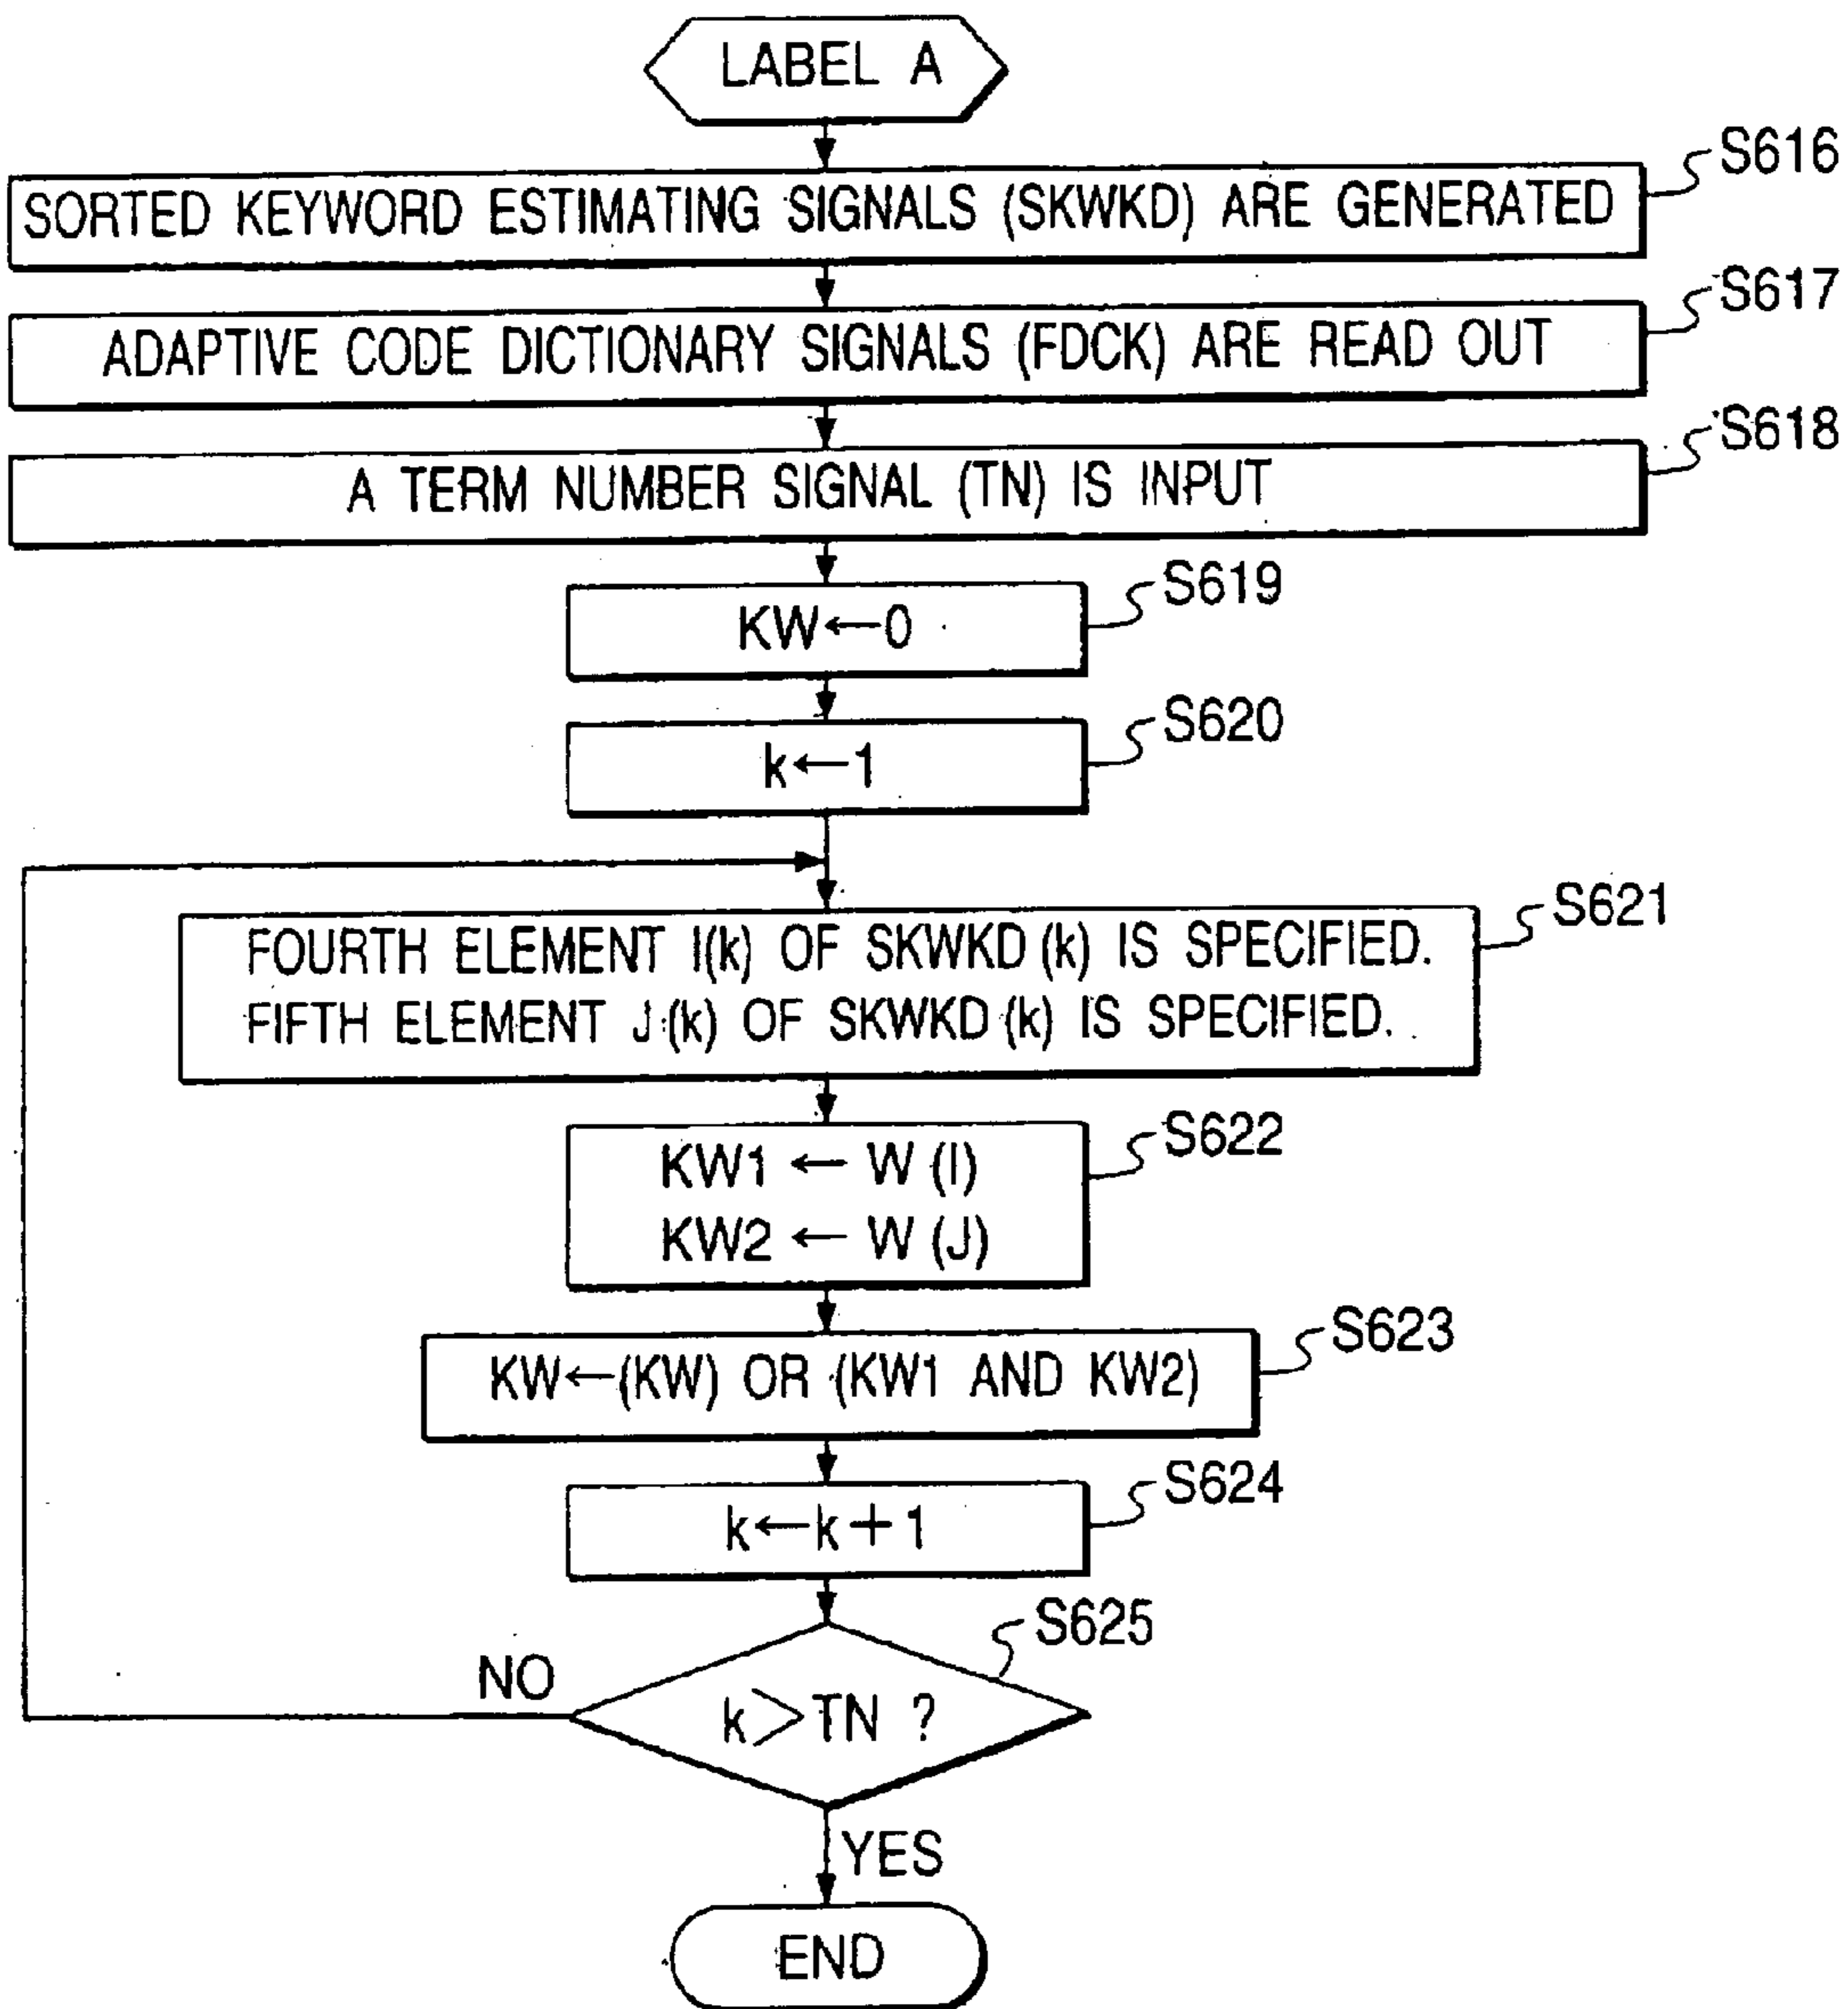 LABEL A
S616
SORTED KEYWORD ESTIMATING SIGNALS (SKWKD) ARE GENERATED
S617
ADAPTIVE CODE DICTIONARY SIGNALS (FDCK) ARE READ OUT
S618
A TERM NUMBER SIGNAL (TN) IS INPUT
S619
KW←0
S620
k←1
S621
FOURTH ELEMENT I(k) OF SKWKD (k) IS SPECIFIED.
FIFTH ELEMENT J (k) OF SKWKD (k) IS SPECIFIED.
S622
KW1 ← W (I)
KW2 ← W (J)
S623
KW←(KW) OR (KW1 AND KW2)
S624
k←k+1
S625
NO
k>TN ?
YES
END